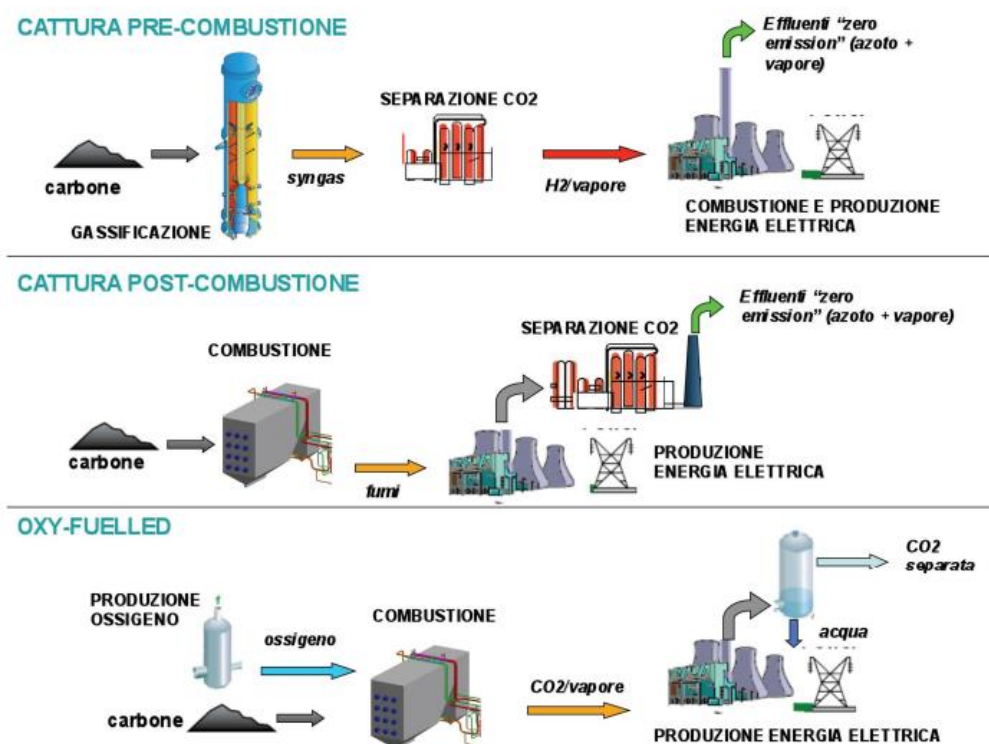 CATTURA PRE-COMBUSTIONE
Effluenti “zero
emission” (azoto +
vapore)
SEPARAZIONE CO2
carbone
syngas
H2/vapore
GASSIFICAZIONE
COMBUSTIONE E PRODUZIONE
ENERGIA ELETTRICA
CATTURA POST-COMBUSTIONE
Effluenti “zero
emission” (azoto + vapore)
SEPARAZIONE CO2
COMBUSTIONE
carbone
fumi
PRODUZIONE
ENERGIA ELETTRICA
OXY-FUELLED
CO2
separata
PRODUZIONE
OSSIGENO
COMBUSTIONE
ossigeno
acqua
carbone
CO2/vapore
PRODUZIONE ENERGIA ELETTRICA